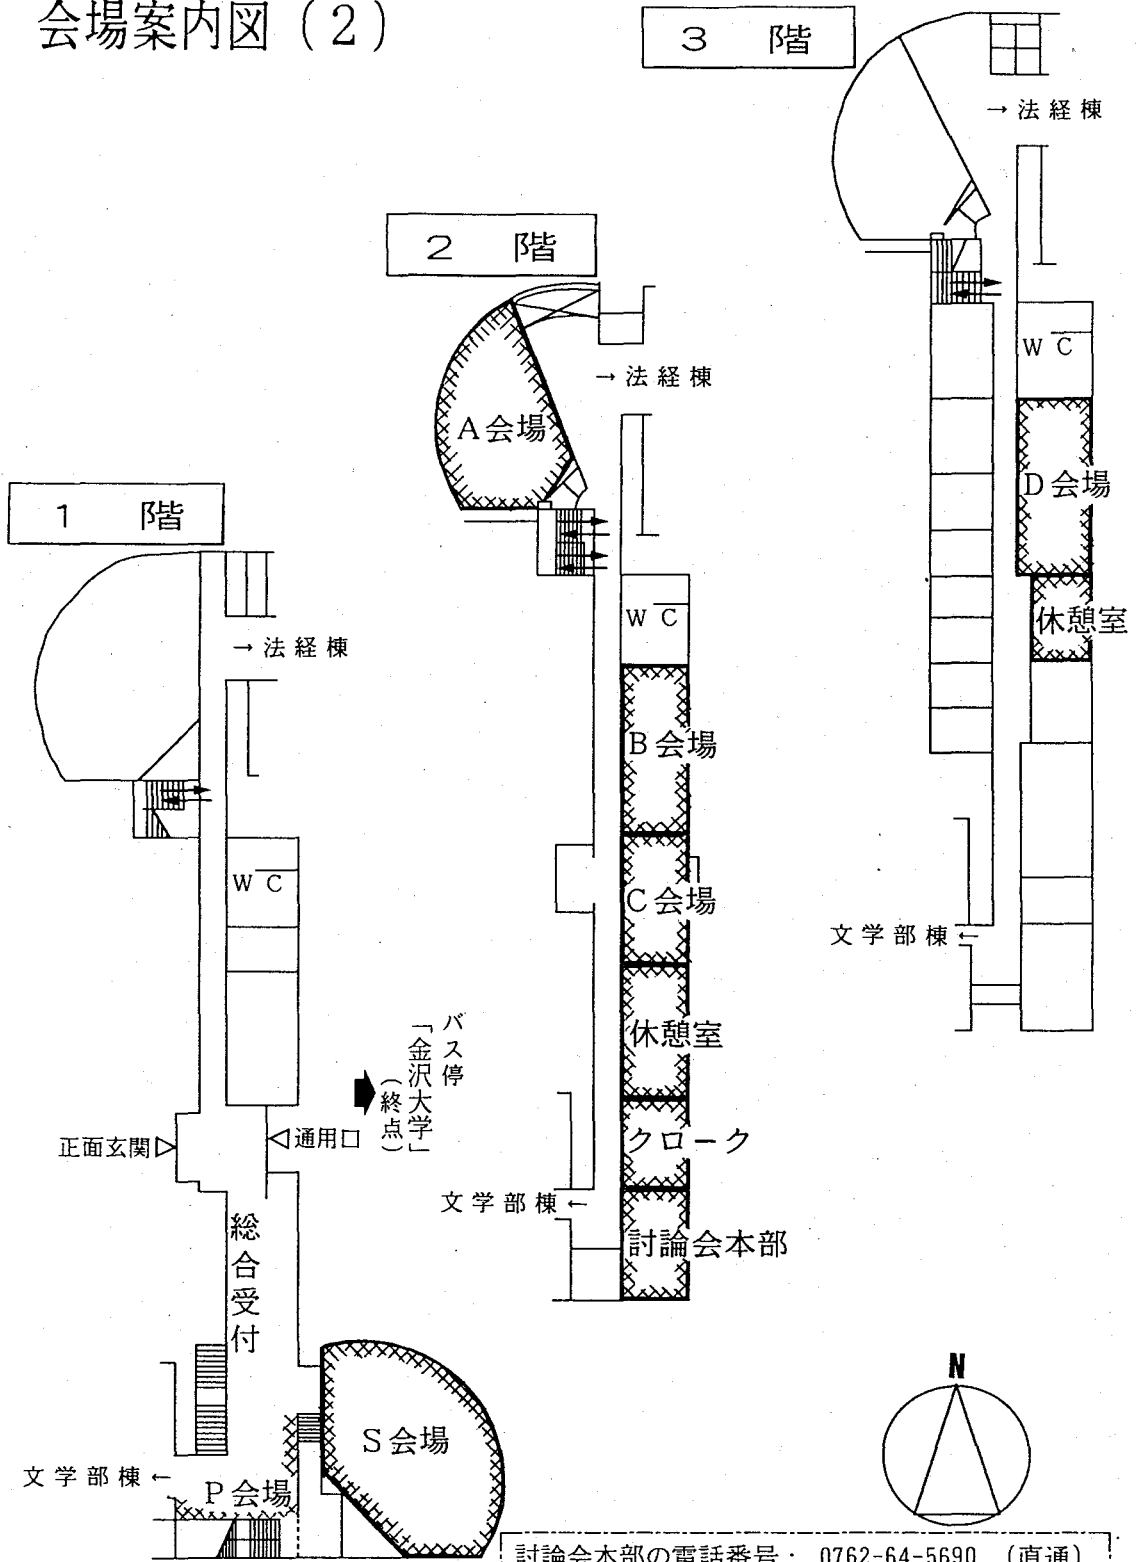 会場案内図（2）
3 階
→法経棟
WC
D会場
休憩室
文学部棟←
2 階
A会場
→法経棟
WC
B会場
C会場
休憩室
クローク
文学部棟←
討論会本部
1 階
→法経棟
WC
バス停
「金沢大学」
（終点）
正面玄関
通用口
総合受付
S会場
文学部棟←
P会場
N
討論会本部の電話番号： 0762-64-5690 （直通）